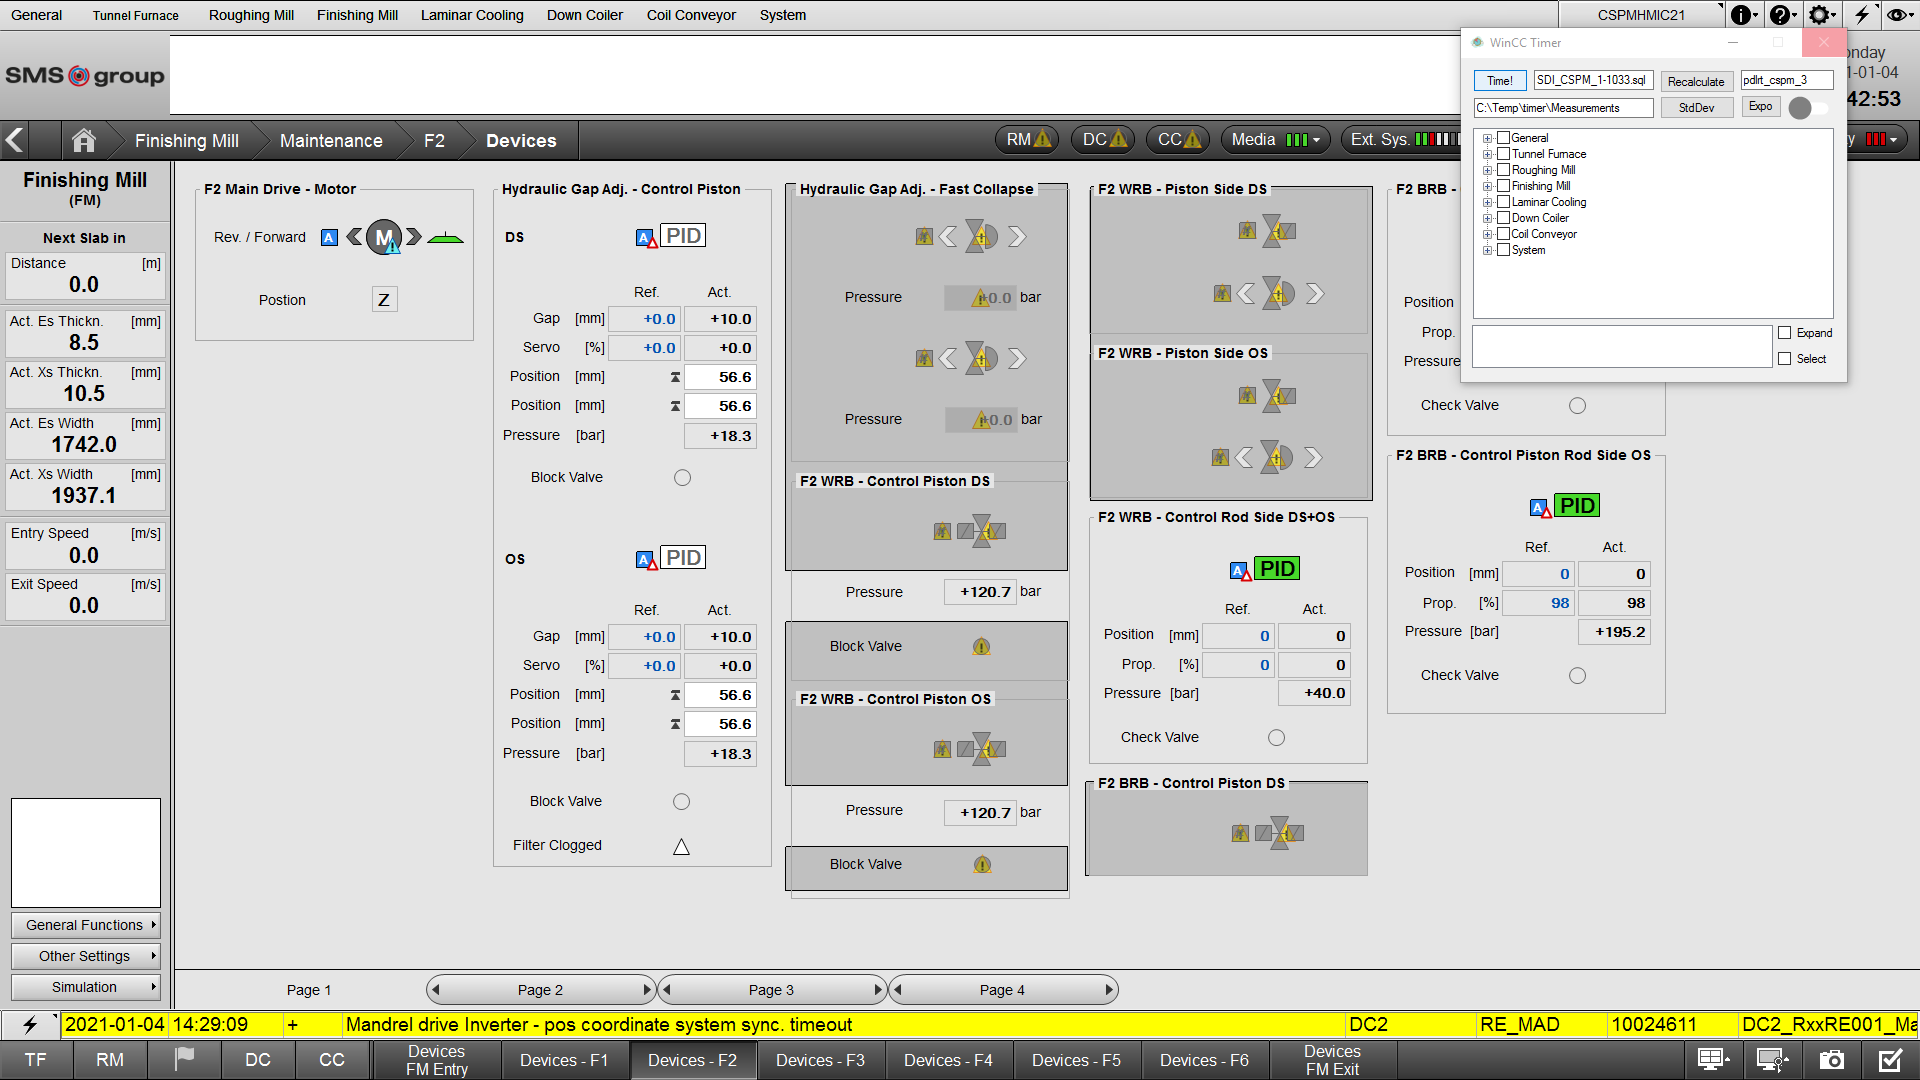 General Tunnel Furnace Roughing Mill Finishing Mill Laminar Cooling Down Coiler Coil Conveyor System CSPMHMIC21
SMS group
onday
1-01-04
42:53
WinCC Timer
Time! SDI_CSPM_1-1033.sql Recalculate pdlrt_cspm_3
C:\Temp\timer\Measurements StdDev Expo
General
Tunnel Furnace
Roughing Mill
Finishing Mill
Laminar Cooling
Down Coiler
Coil Conveyor
System
Expand
Select
Finishing Mill Maintenance F2 Devices RM DC CC Media Ext. Sys. y
Finishing Mill
(FM)
Next Slab in
Distance [m]
0.0
Act. Es Thickn. [mm]
8.5
Act. Xs Thickn. [mm]
10.5
Act. Es Width [mm]
1742.0
Act. Xs Width [mm]
1937.1
Entry Speed [m/s]
0.0
Exit Speed [m/s]
0.0
General Functions
Other Settings
Simulation
F2 Main Drive - Motor
Rev. / Forward A M
Postion Z
Hydraulic Gap Adj. - Control Piston
DS A PID
Ref. Act.
Gap [mm] +0.0 +10.0
Servo [%] +0.0 +0.0
Position [mm] 56.6
Position [mm] 56.6
Pressure [bar] +18.3
Block Valve
OS A PID
Ref. Act.
Gap [mm] +0.0 +10.0
Servo [%] +0.0 +0.0
Position [mm] 56.6
Position [mm] 56.6
Pressure [bar] +18.3
Block Valve
Filter Clogged
Hydraulic Gap Adj. - Fast Collapse
Pressure +0.0 bar
Pressure +0.0 bar
F2 WRB - Control Piston DS
Pressure +120.7 bar
Block Valve
F2 WRB - Control Piston OS
Pressure +120.7 bar
Block Valve
F2 WRB - Piston Side DS
F2 WRB - Piston Side OS
F2 WRB - Control Rod Side DS+OS
A PID
Ref. Act.
Position [mm] 0 0
Prop. [%] 0 0
Pressure [bar] +40.0
Check Valve
F2 BRB - Control Piston DS
F2 BRB -
Position
Prop.
Pressure
Check Valve
F2 BRB - Control Piston Rod Side OS
A PID
Ref. Act.
Position [mm] 0 0
Prop. [%] 98 98
Pressure [bar] +195.2
Check Valve
Page 1 Page 2 Page 3 Page 4
2021-01-04 14:29:09 + Mandrel drive Inverter - pos coordinate system sync. timeout DC2 RE_MAD 10024611 DC2_RxxRE001_Ma
TF RM DC CC Devices FM Entry Devices - F1 Devices - F2 Devices - F3 Devices - F4 Devices - F5 Devices - F6 Devices FM Exit